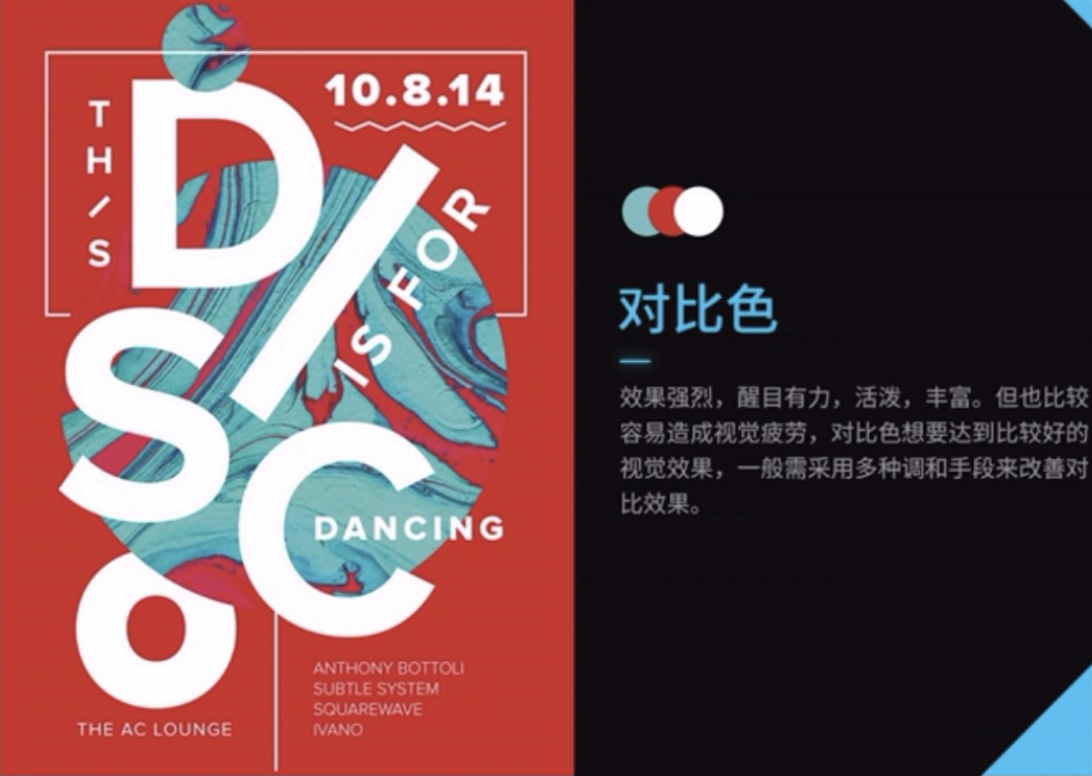 10.8.14
TH/S
D/SCO
IS FOR
DANCING
ANTHONY BOTTOLI
SUBTLE SYSTEM
SQUAREWAVE
IVANO
THE AC LOUNGE
对比色
效果强烈，醒目有力，活泼，丰富。但也比较
容易造成视觉疲劳，对比色想要达到比较好的
视觉效果，一般需采用多种调和手段来改善对
比效果。